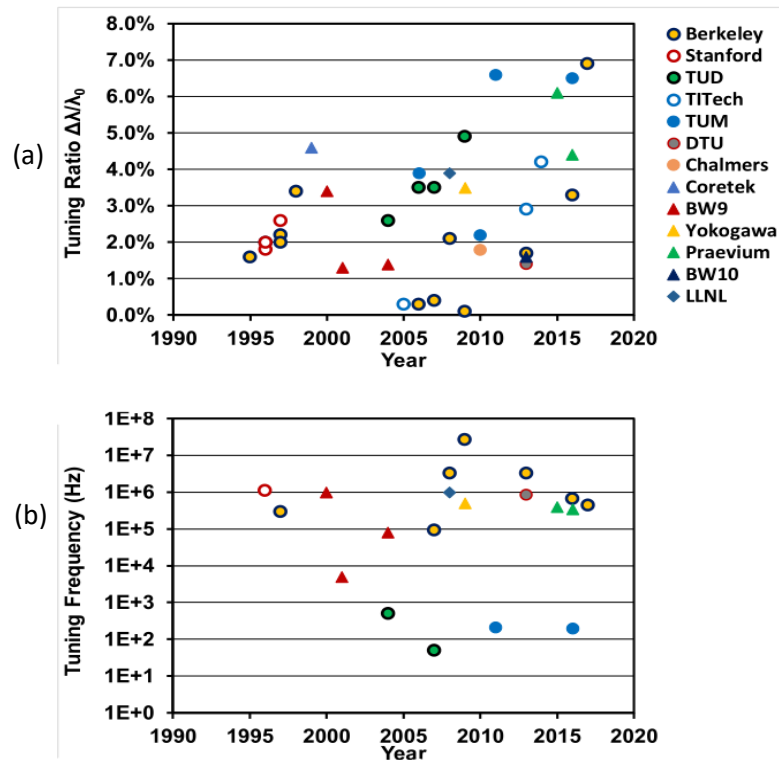 (a)
Tuning Ratio Δλ/λ0
8.0%
7.0%
6.0%
5.0%
4.0%
3.0%
2.0%
1.0%
0.0%
1990 1995 2000 2005 2010 2015 2020
Year
Berkeley
Stanford
TUD
TITech
TUM
DTU
Chalmers
Coretek
BW9
Yokogawa
Praevium
BW10
LLNL
(b)
Tuning Frequency (Hz)
1E+8
1E+7
1E+6
1E+5
1E+4
1E+3
1E+2
1E+1
1E+0
1990 1995 2000 2005 2010 2015 2020
Year